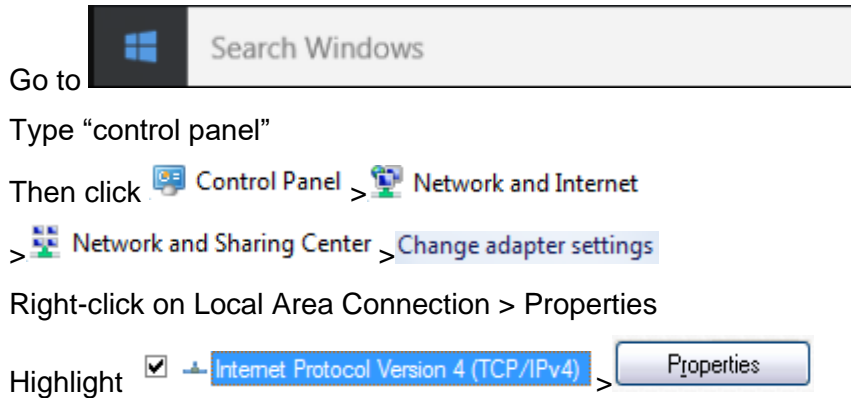 Go to Search Windows
Type “control panel”
Then click Control Panel > Network and Internet
> Network and Sharing Center > Change adapter settings
Right-click on Local Area Connection > Properties
Highlight Internet Protocol Version 4 (TCP/IPv4) > Properties